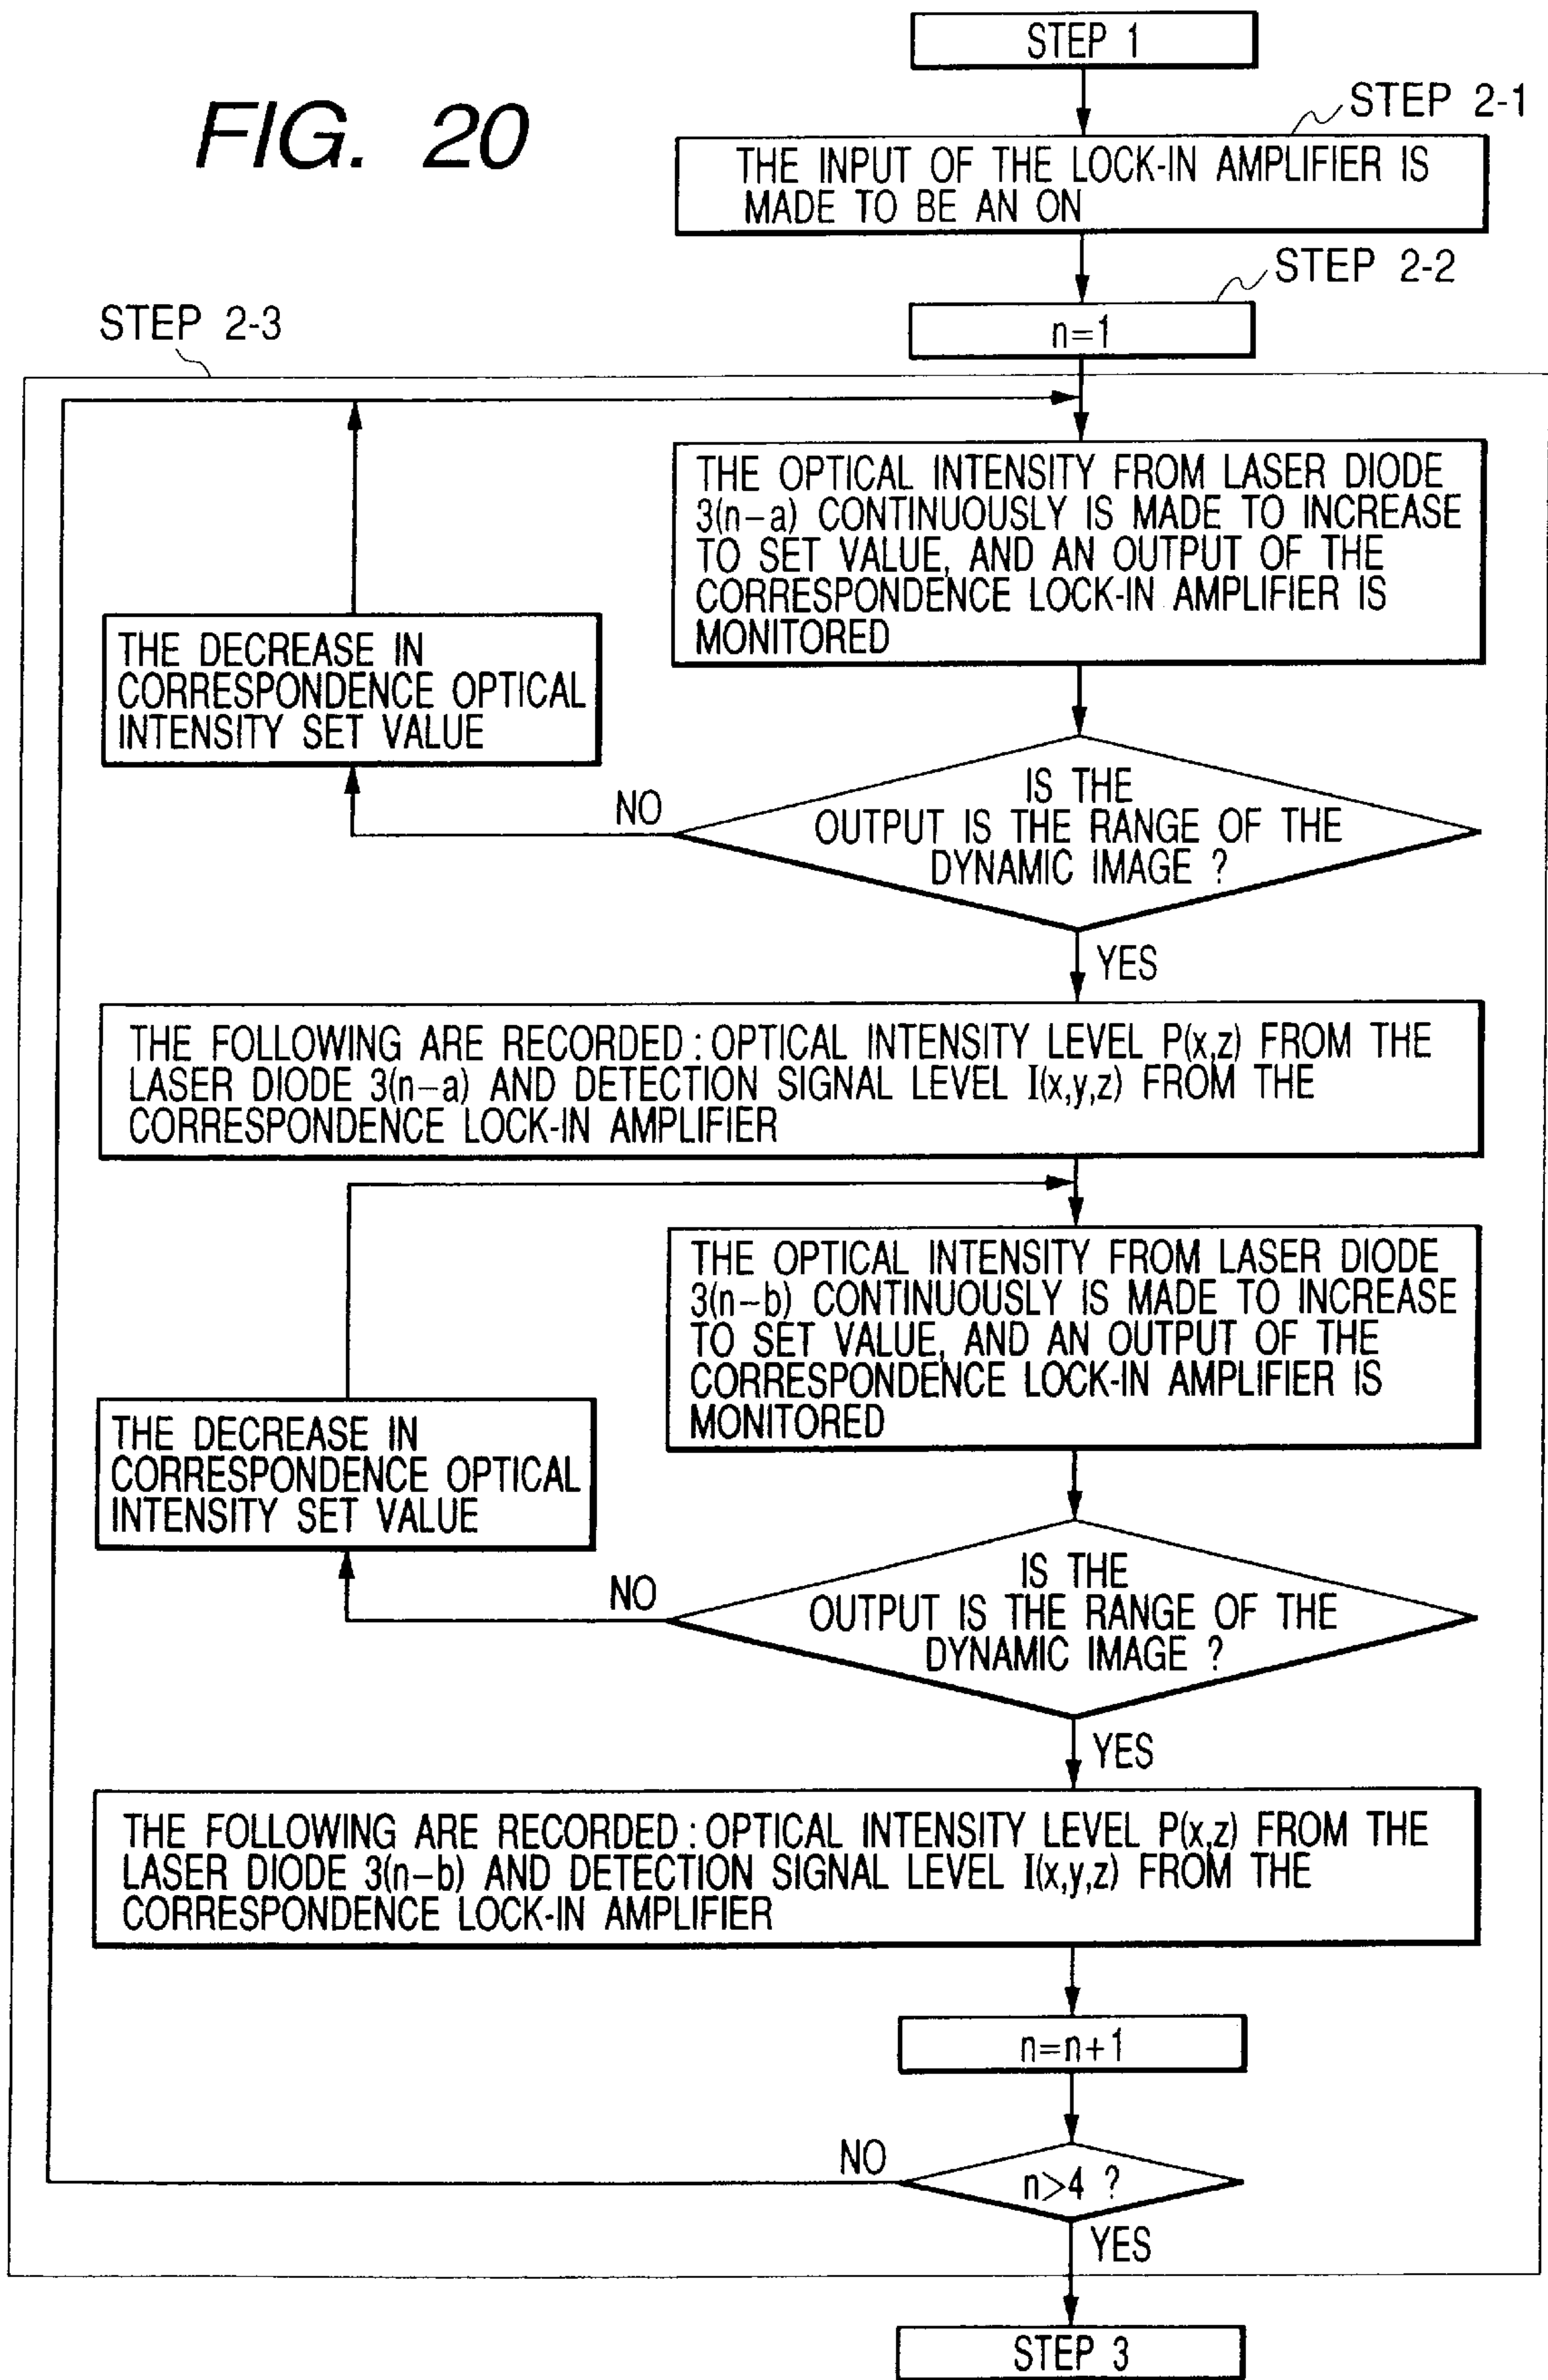 FIG. 20
STEP 1
STEP 2-1
THE INPUT OF THE LOCK-IN AMPLIFIER IS
MADE TO BE AN ON
STEP 2-2
n=1
STEP 2-3
THE OPTICAL INTENSITY FROM LASER DIODE
3(n-a) CONTINUOUSLY IS MADE TO INCREASE
TO SET VALUE, AND AN OUTPUT OF THE
CORRESPONDENCE LOCK-IN AMPLIFIER IS
MONITORED
THE DECREASE IN
CORRESPONDENCE OPTICAL
INTENSITY SET VALUE
NO
IS THE
OUTPUT IS THE RANGE OF THE
DYNAMIC IMAGE ?
YES
THE FOLLOWING ARE RECORDED : OPTICAL INTENSITY LEVEL P(x,z) FROM THE
LASER DIODE 3(n-a) AND DETECTION SIGNAL LEVEL I(x,y,z) FROM THE
CORRESPONDENCE LOCK-IN AMPLIFIER
THE OPTICAL INTENSITY FROM LASER DIODE
3(n-b) CONTINUOUSLY IS MADE TO INCREASE
TO SET VALUE, AND AN OUTPUT OF THE
CORRESPONDENCE LOCK-IN AMPLIFIER IS
MONITORED
THE DECREASE IN
CORRESPONDENCE OPTICAL
INTENSITY SET VALUE
NO
IS THE
OUTPUT IS THE RANGE OF THE
DYNAMIC IMAGE ?
YES
THE FOLLOWING ARE RECORDED : OPTICAL INTENSITY LEVEL P(x,z) FROM THE
LASER DIODE 3(n-b) AND DETECTION SIGNAL LEVEL I(x,y,z) FROM THE
CORRESPONDENCE LOCK-IN AMPLIFIER
n=n+1
NO
n>4 ?
YES
STEP 3